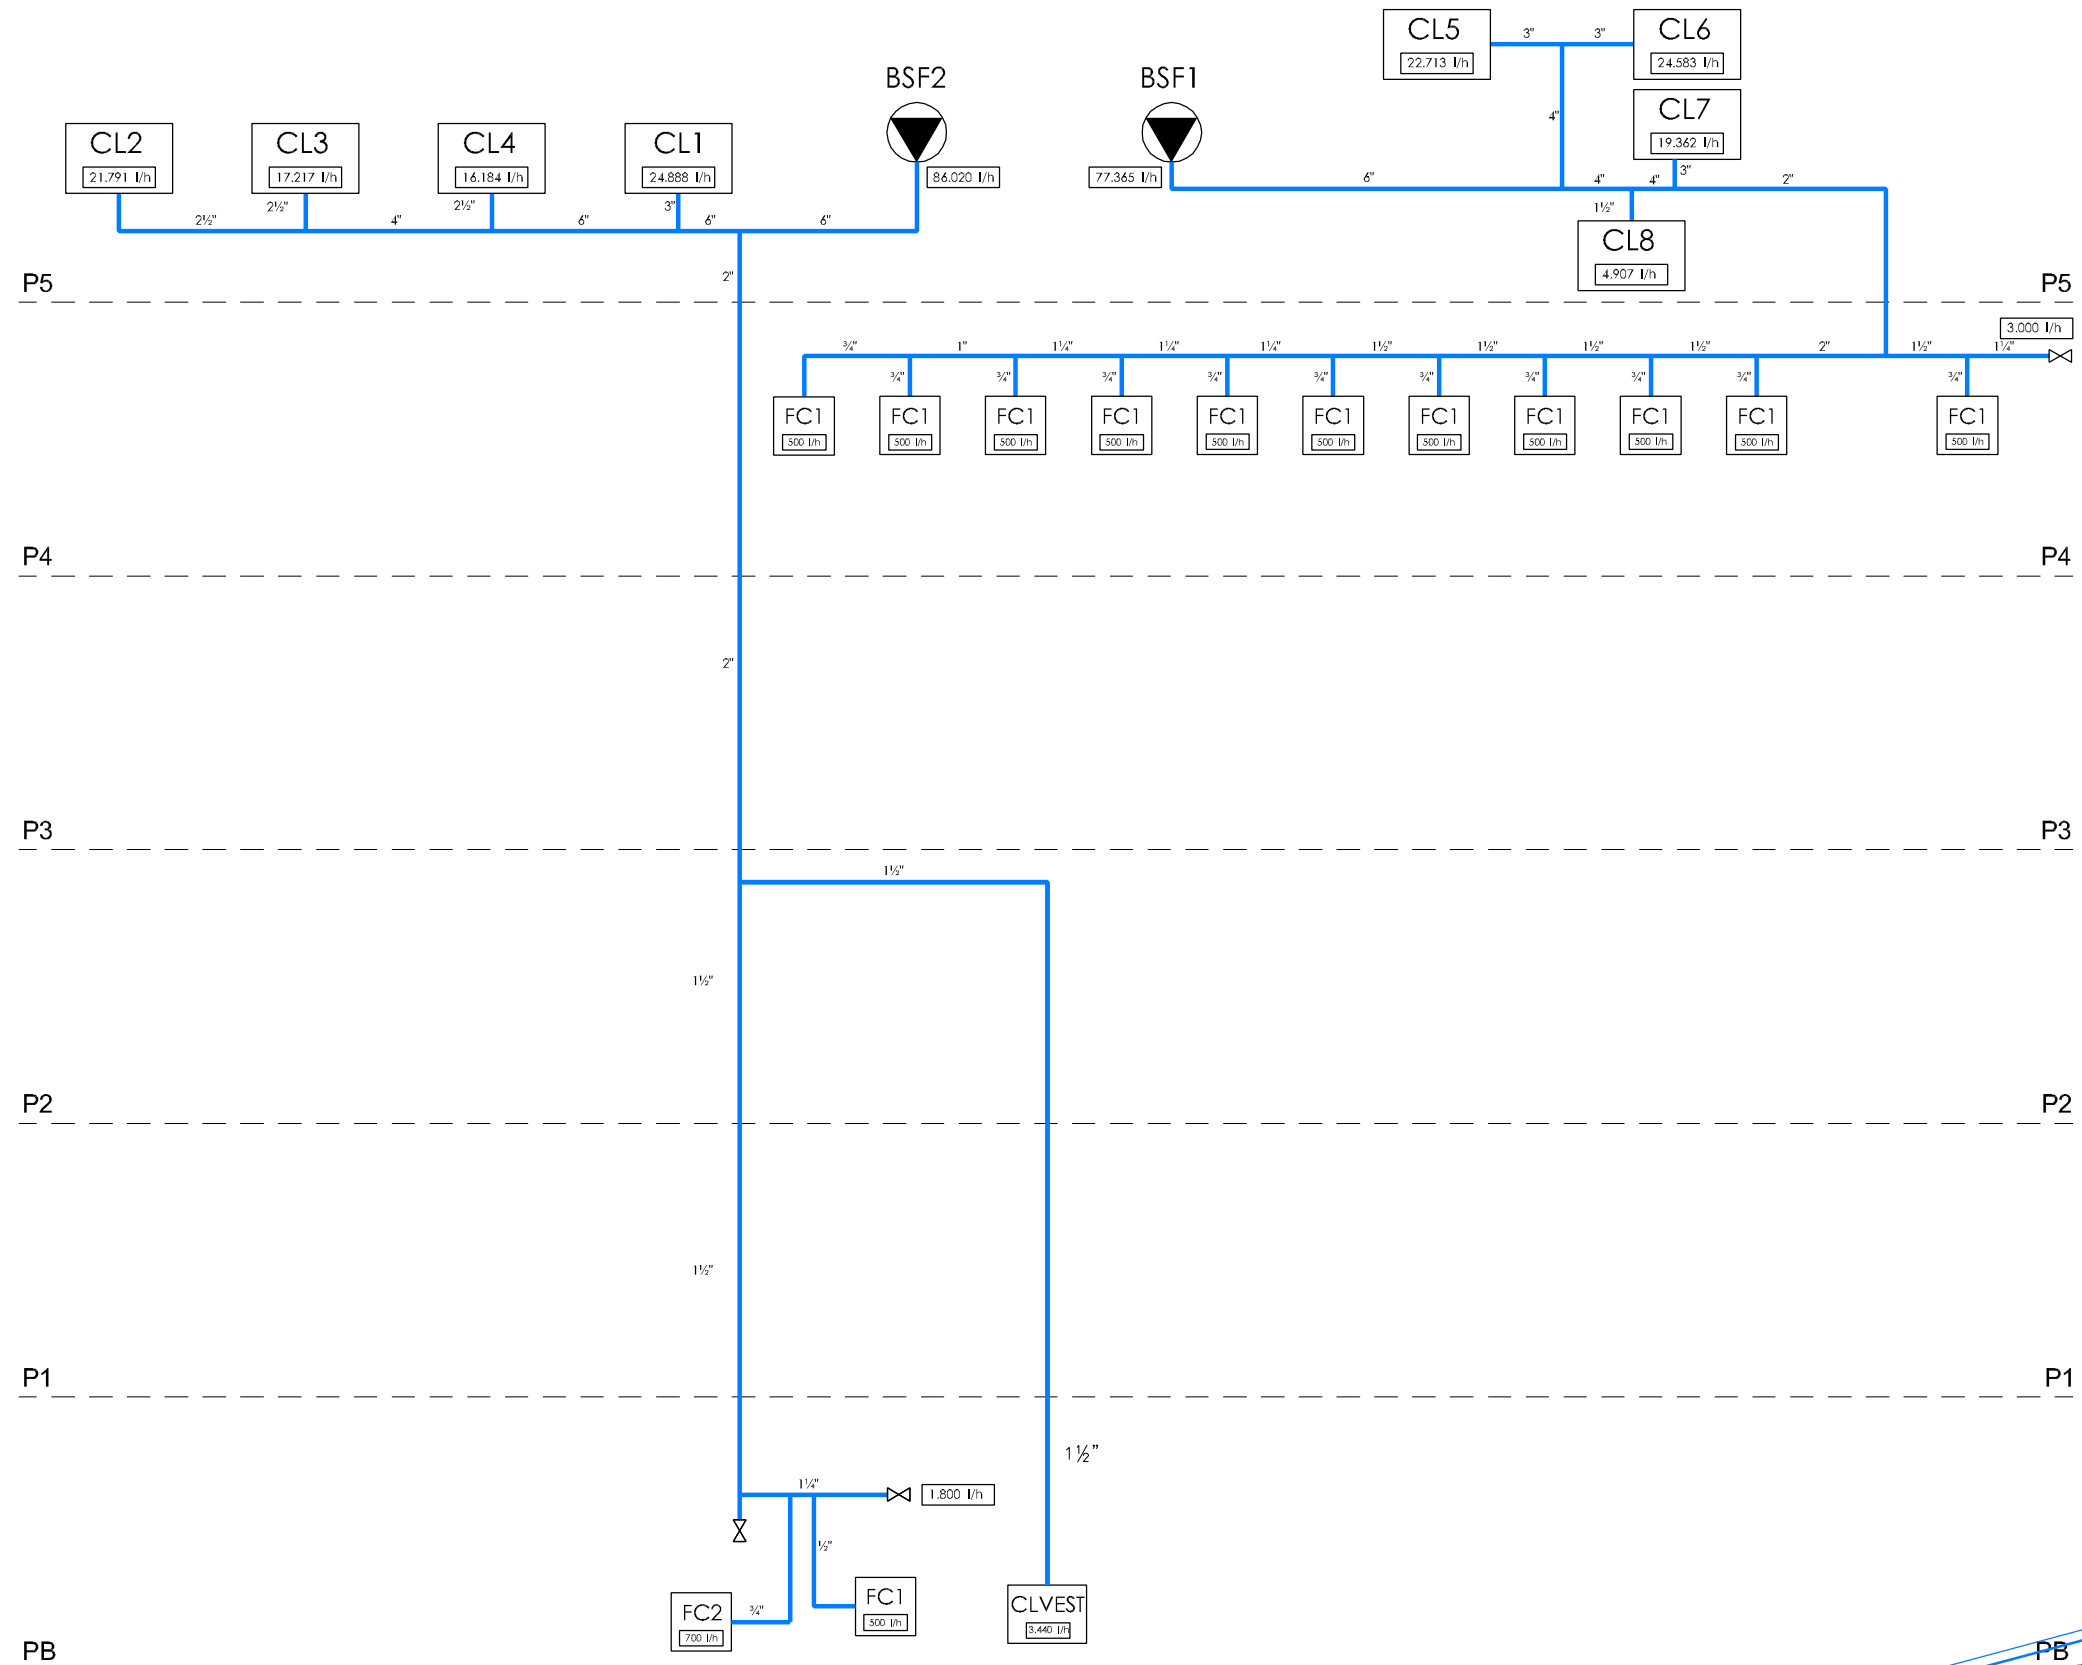 CL5
22.713 l/h
3"
3"
CL6
24.583 l/h
BSF2
BSF1
CL7
19.362 l/h
4"
CL2
21.791 l/h
CL3
17.217 l/h
CL4
16.184 l/h
CL1
24.888 l/h
86.020 l/h
77.365 l/h
6"
4"
4"
3"
2"
2½"
2½"
3"
1½"
2½"
4"
6"
6"
6"
CL8
4.907 l/h
2"
P5
P5
3.000 l/h
¾"
1"
1¼"
1¼"
1¼"
1½"
1½"
1½"
1½"
2"
1½"
1¼"
¾"
¾"
¾"
¾"
¾"
¾"
¾"
¾"
¾"
¾"
FC1
500 l/h
FC1
500 l/h
FC1
500 l/h
FC1
500 l/h
FC1
500 l/h
FC1
500 l/h
FC1
500 l/h
FC1
500 l/h
FC1
500 l/h
FC1
500 l/h
FC1
500 l/h
P4
P4
2"
P3
P3
1½"
1½"
P2
P2
1½"
P1
P1
1½"
1¼"
1.800 l/h
½"
FC2
700 l/h
¾"
FC1
500 l/h
CLVEST
3.440 l/h
PB
PB